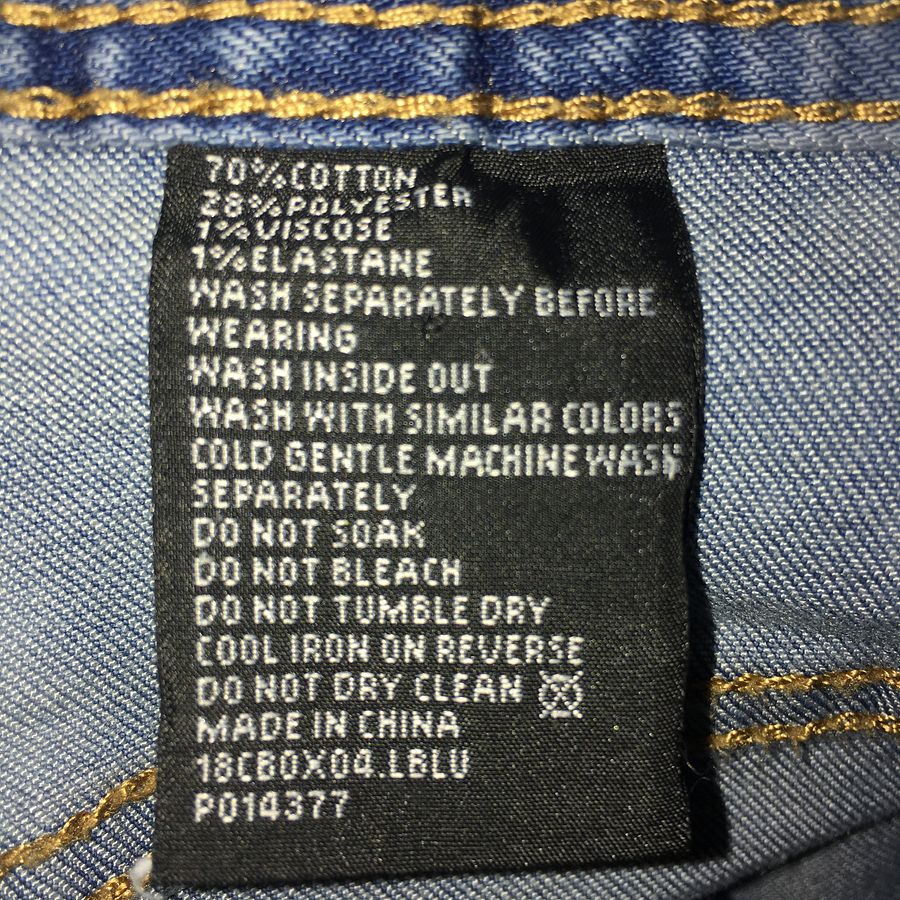 70%COTTON
28%POLYESTER
1%VISCOSE
1%ELASTANE
WASH SEPARATELY BEFORE
WEARING
WASH INSIDE OUT
WASH WITH SIMILAR COLORS
COLD GENTLE MACHINE WASH
SEPARATELY
DO NOT SOAK
DO NOT BLEACH
DO NOT TUMBLE DRY
COOL IRON ON REVERSE
DO NOT DRY CLEAN
MADE IN CHINA
18CBOX04.LBLU
P014377